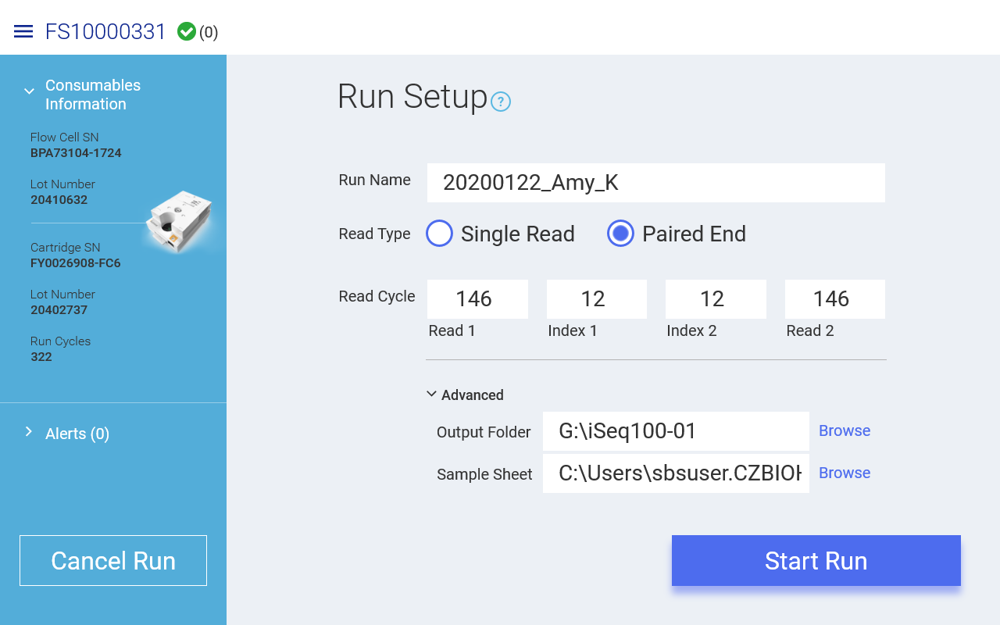 FS10000331 (0)
Consumables
Information
Flow Cell SN
BPA73104-1724
Lot Number
20410632
Cartridge SN
FY0026908-FC6
Lot Number
20402737
Run Cycles
322
Alerts (0)
Cancel Run
Run Setup ?
Run Name 20200122_Amy_K
Read Type Single Read Paired End
Read Cycle 146 12 12 146
Read 1 Index 1 Index 2 Read 2
Advanced
Output Folder G:\iSeq100-01 Browse
Sample Sheet C:\Users\sbsuser.CZBIOH Browse
Start Run